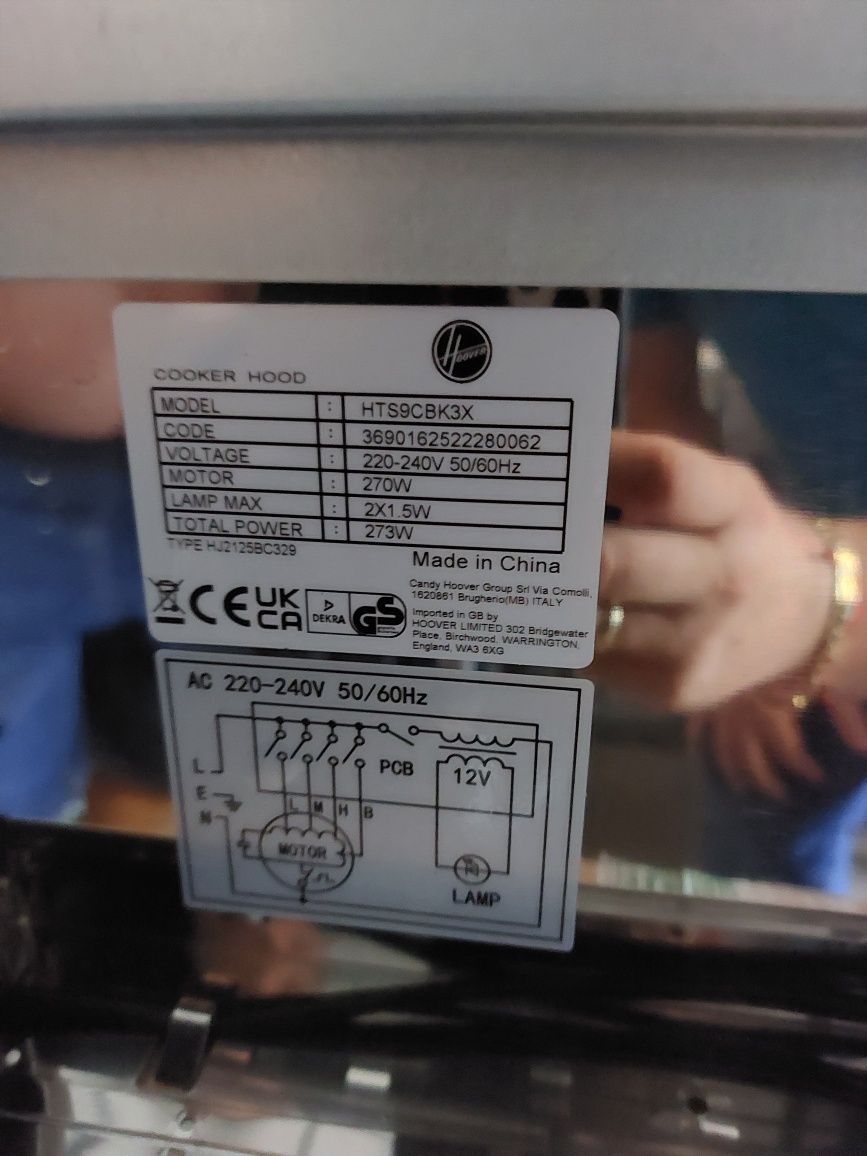 HOOVER
COOKER HOOD
MODEL : HTS9CBK3X
CODE : 3690162522280062
VOLTAGE : 220-240V 50/60Hz
MOTOR : 270W
LAMP MAX : 2X1.5W
TOTAL POWER : 273W
TYPE HJ2125BC329
Made in China
Candy Hoover Group Srl Via Comolli,
1620861 Brugherio(MB) ITALY
CE UK CA DEKRA GS
Imported in GB by
HOOVER LIMITED 302 Bridgewater
Place, Birchwood, WARRINGTON,
England, WA3 6XG
AC 220-240V 50/60Hz
L
PCB
12V
E
L M H B
N
MOTOR
LAMP